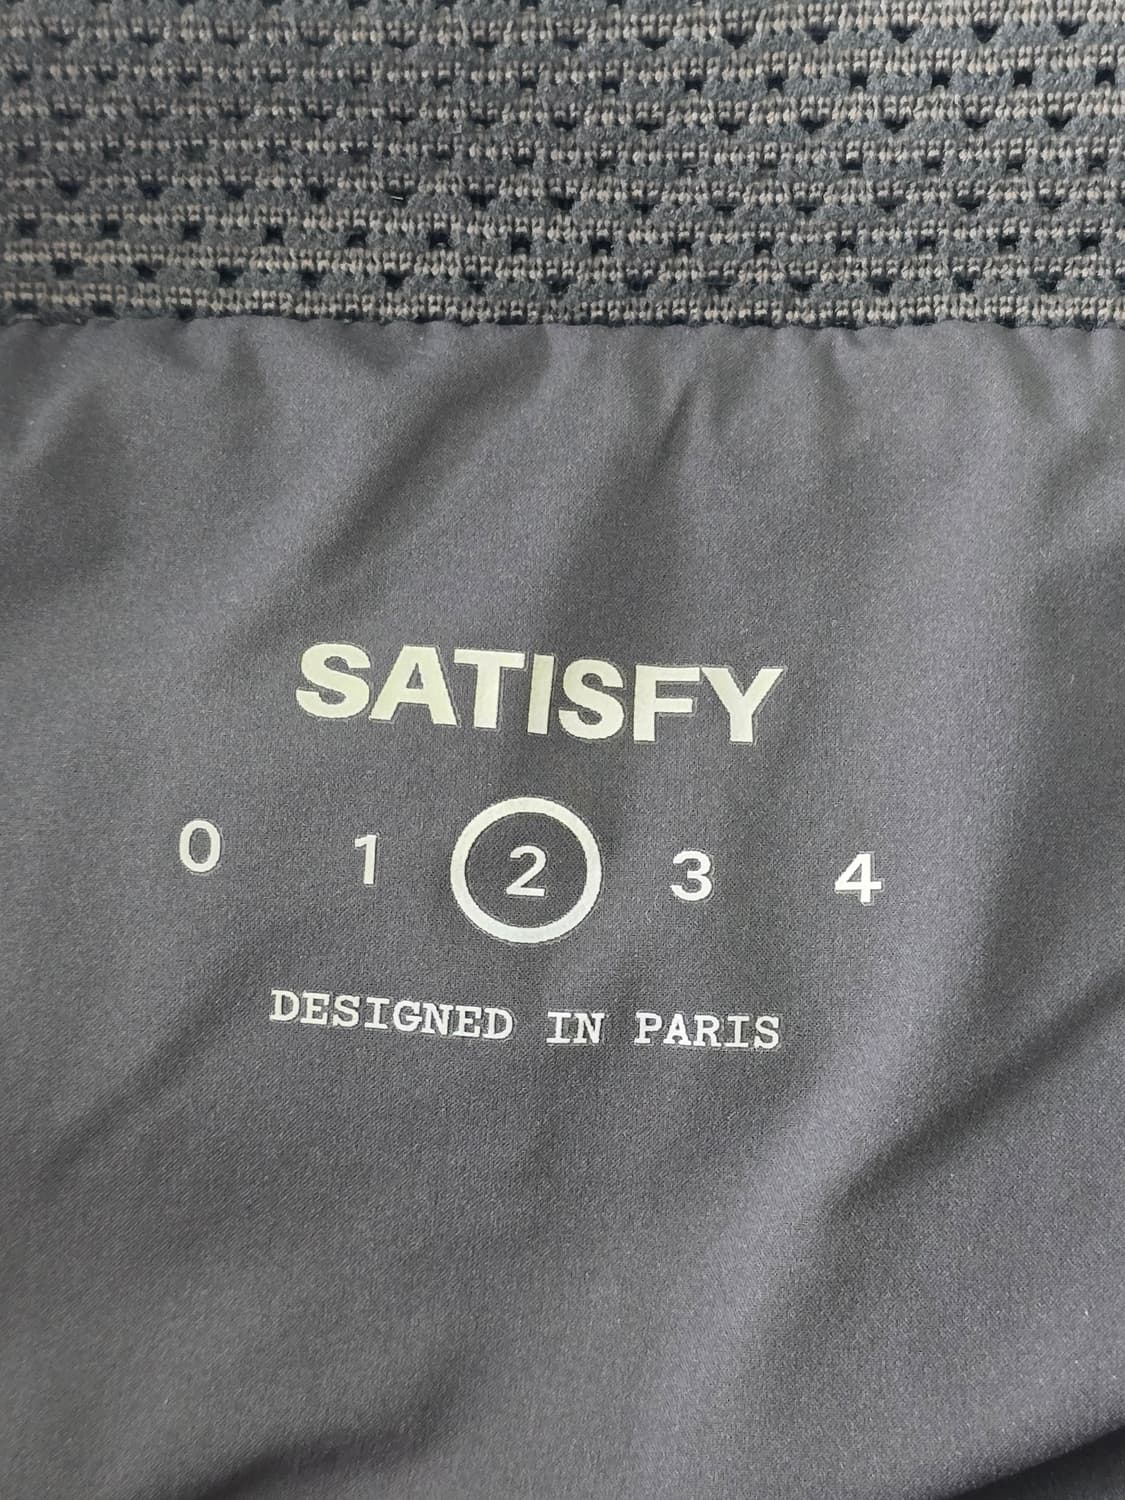 SATISFY
0 1 2 3 4
DESIGNED IN PARIS